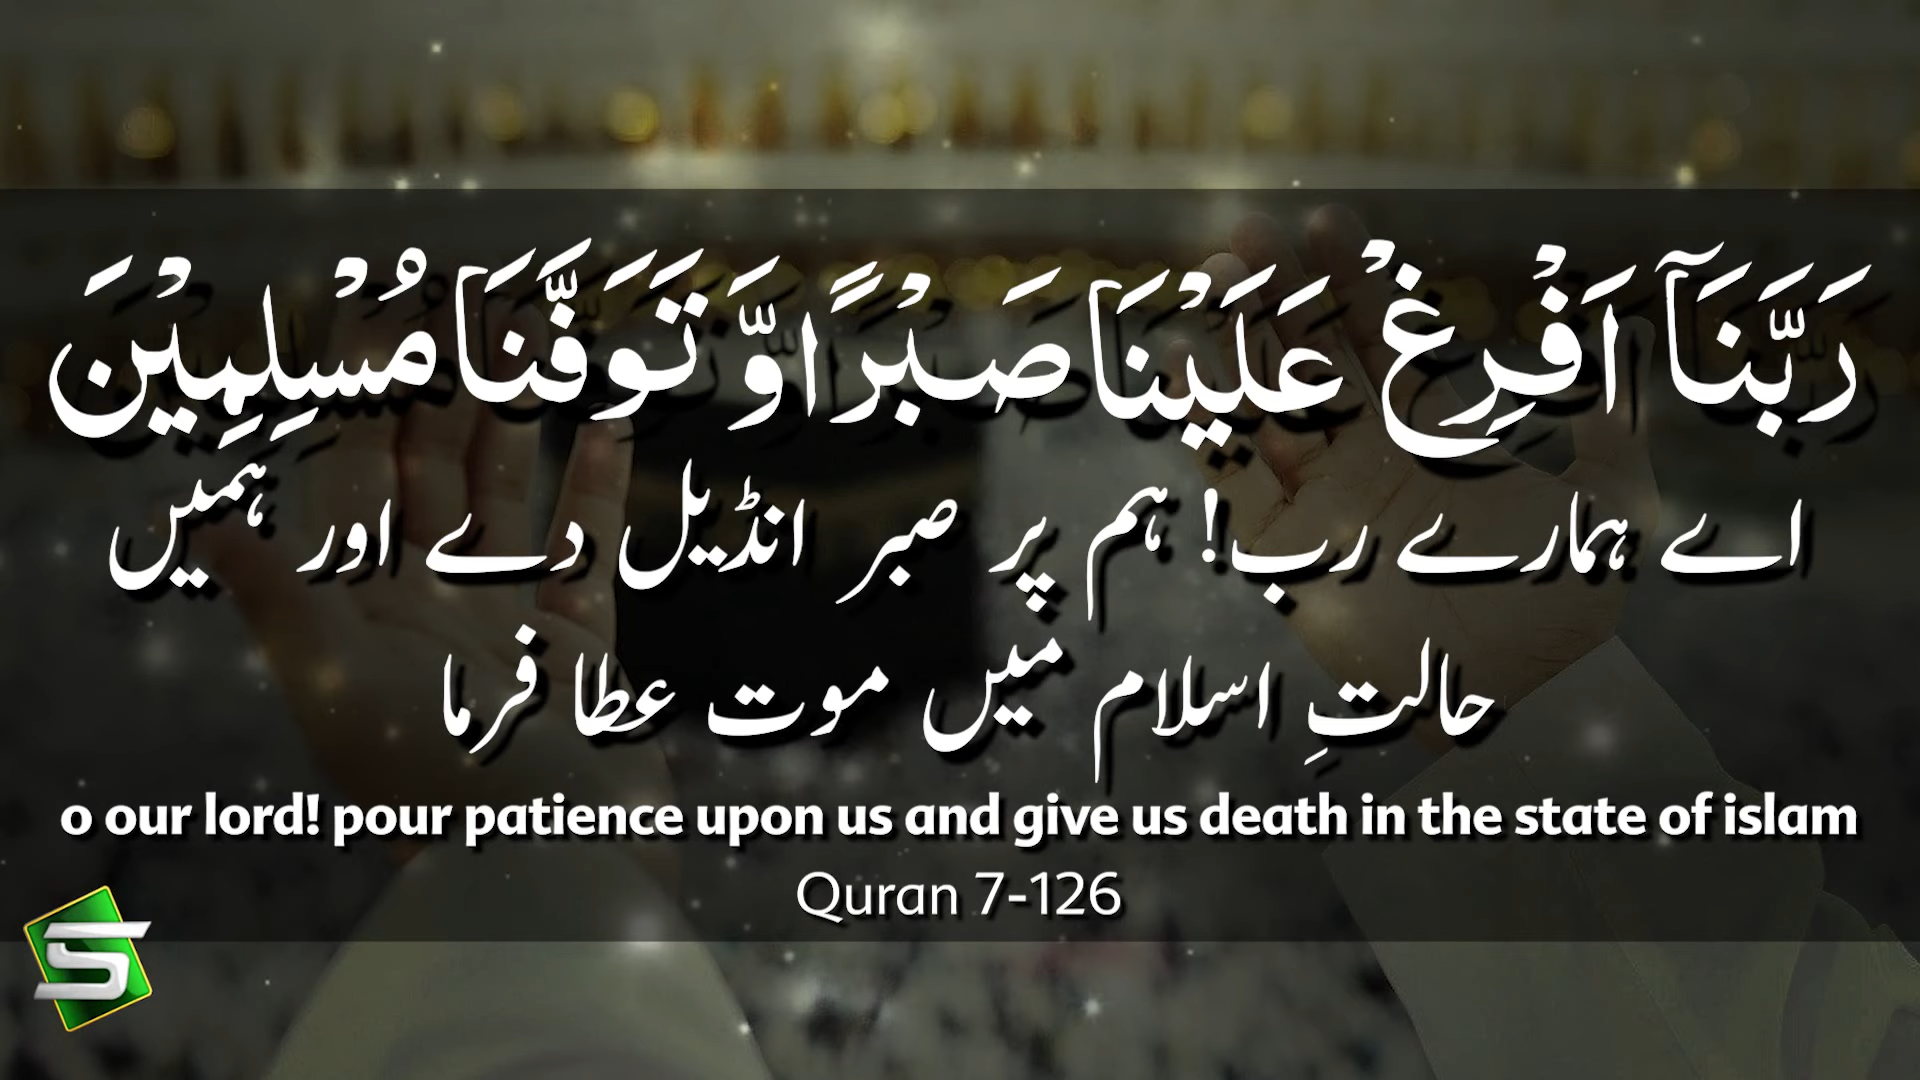 رَبَّنَآ اَفْرِغْ عَلَيْنَا صَبْرًا وَّتَوَفَّنَا مُسْلِمِيْنَ
اے ہمارے رب! ہم پر صبر انڈیل دے اور ہمیں
حالتِ اسلام میں موت عطا فرما
o our lord! pour patience upon us and give us death in the state of islam
Quran 7-126
S